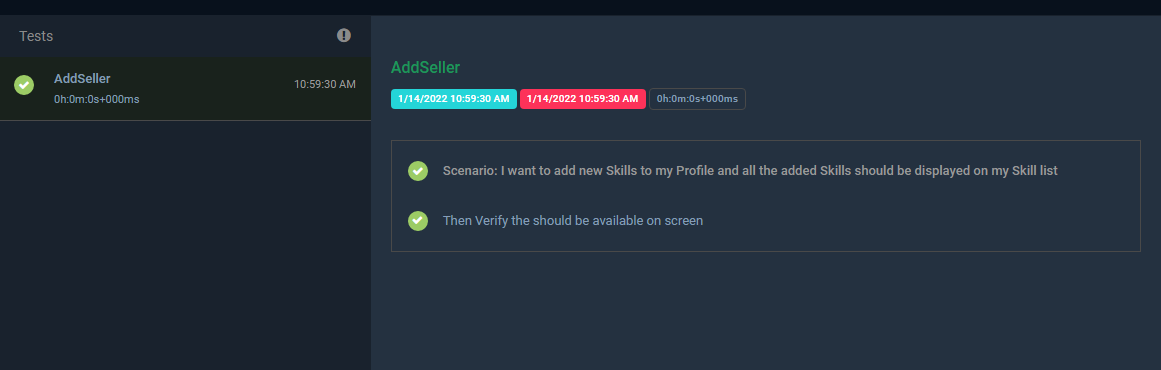 Tests
AddSeller
10:59:30 AM
0h:0m:0s+000ms
AddSeller
1/14/2022 10:59:30 AM 1/14/2022 10:59:30 AM 0h:0m:0s+000ms
Scenario: I want to add new Skills to my Profile and all the added Skills should be displayed on my Skill list
Then Verify the should be available on screen